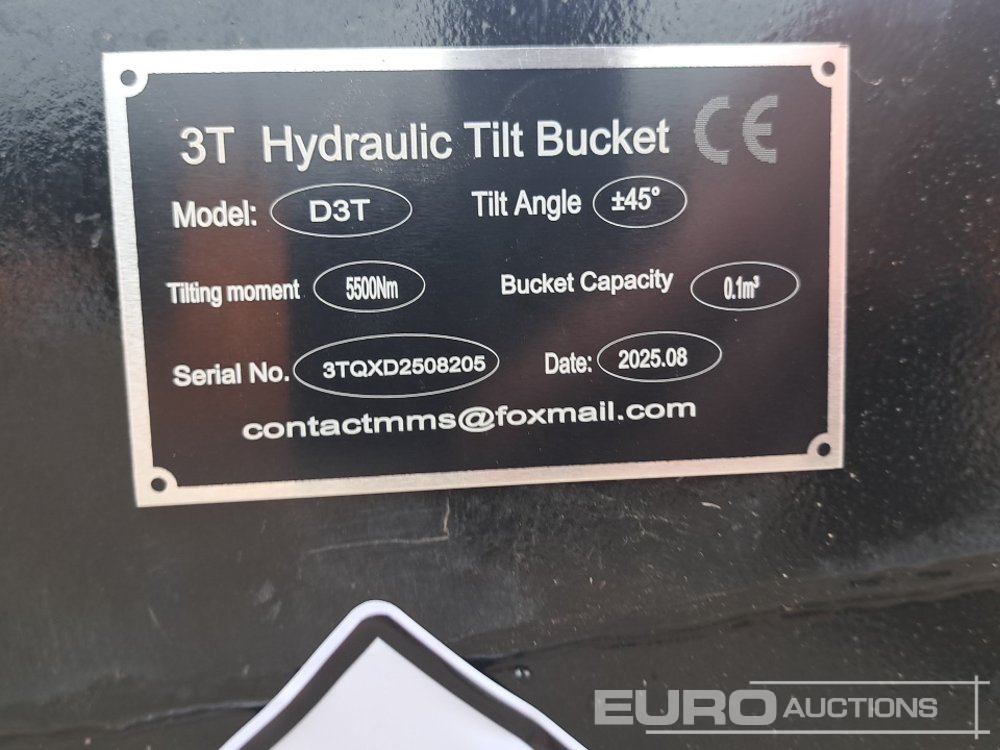 3T Hydraulic Tilt Bucket CE
Model: D3T Tilt Angle ±45°
Tilting moment 5500Nm Bucket Capacity 0.1m³
Serial No. 3TQXD2508205 Date: 2025.08
contactmms@foxmail.com
EURO AUCTIONS